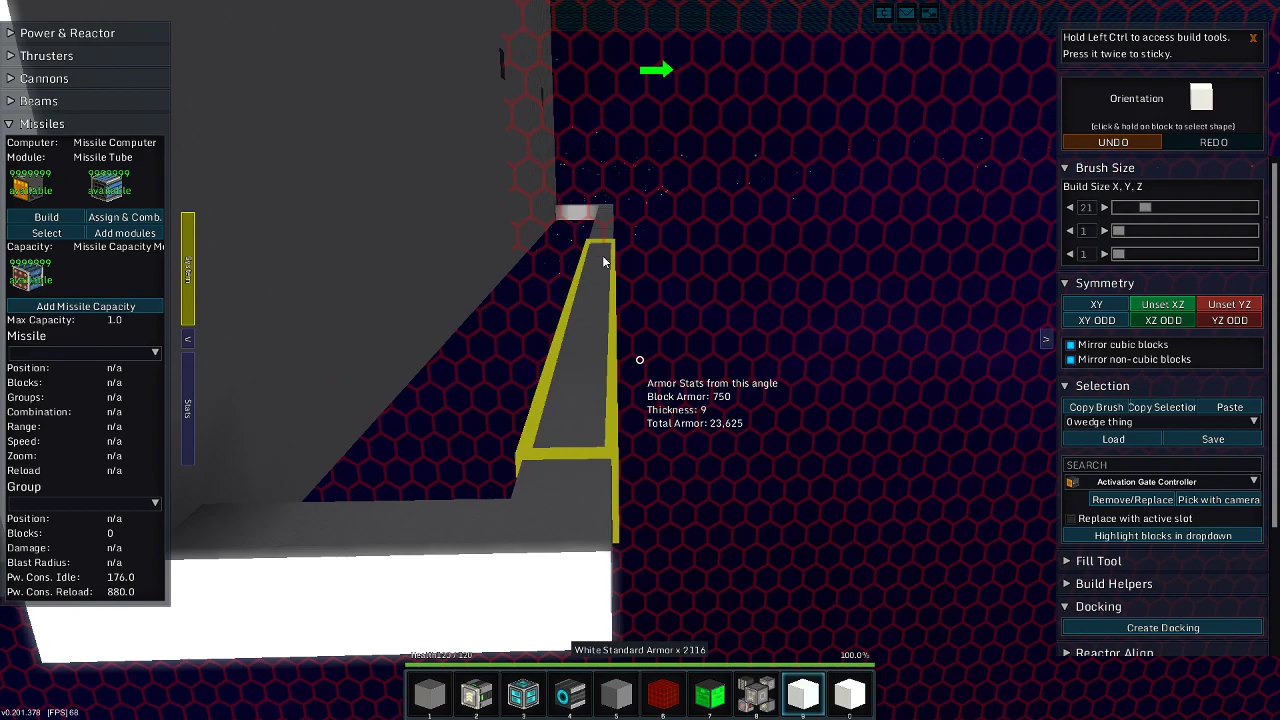 Power & Reactor
Thrusters
Cannons
Beams
Missiles
Computer: Missile Computer
Module: Missile Tube
9999999 9999999
available available
Build Assign & Comb.
Select Add modules
Capacity: Missile Capacity Mo
9999999
available
Add Missile Capacity
Max Capacity: 1.0
Missile
Position: n/a
Blocks: n/a
Groups: n/a
Combination: n/a
Range: n/a
Speed: n/a
Zoom: n/a
Reload n/a
Group
Position: n/a
Blocks: 0
Damage: n/a
Blast Radius: n/a
Pw. Cons. Idle: 176.0
Pw. Cons. Reload: 880.0
v0.201.378 [FPS] 68
System
<
Stats
Armor Stats from this angle
Block Armor: 750
Thickness: 9
Total Armor: 23,625
White Standard Armor x 2116
Health 120 / 120 100.0%
1 2 3 4 5 6 7 8 9 0
Hold Left Ctrl to access build tools. X
Press it twice to sticky.
Orientation
(click & hold on block to select shape)
UNDO REDO
Brush Size
Build Size X, Y, Z
21
1
1
Symmetry
XY Unset XZ Unset YZ
XY ODD XZ ODD YZ ODD
Mirror cubic blocks
Mirror non-cubic blocks
>
Selection
Copy Brush Copy Selection Paste
0 wedge thing
Load Save
SEARCH
Activation Gate Controller
Remove/Replace Pick with camera
Replace with active slot
Highlight blocks in dropdown
Fill Tool
Build Helpers
Docking
Create Docking
Reactor Align